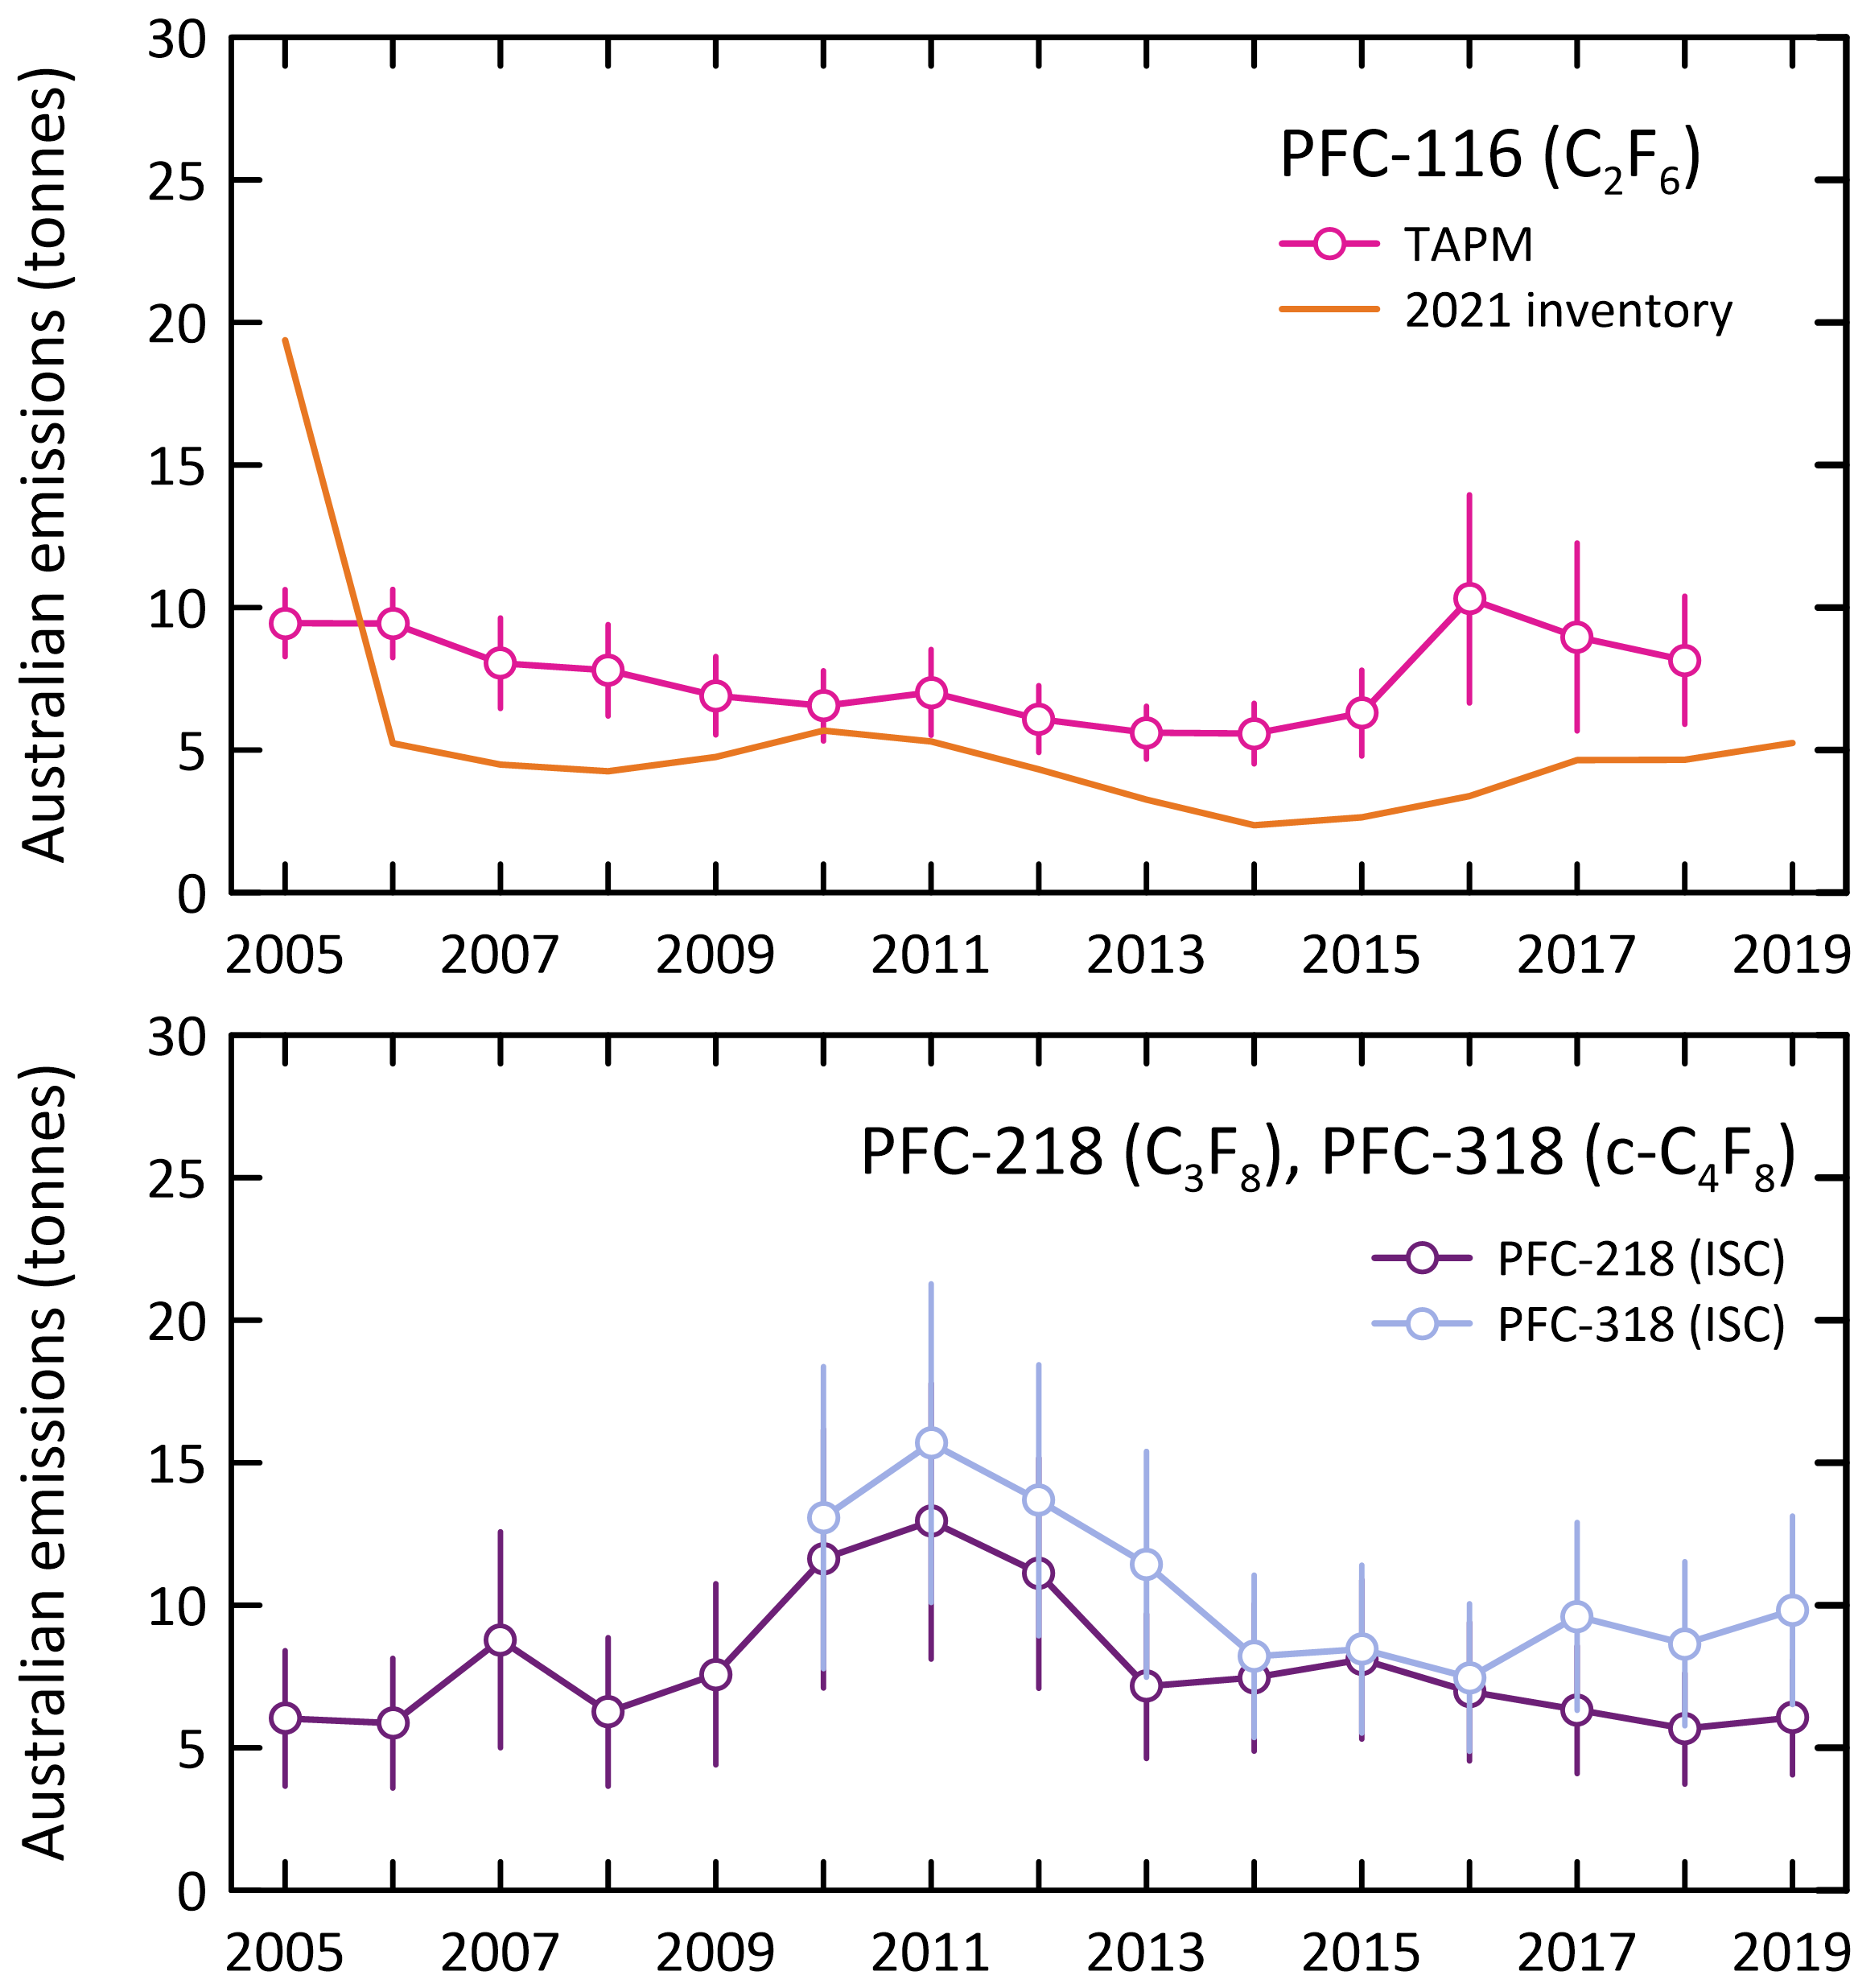 Australian emissions (tonnes)
30
25
20
15
10
5
0
PFC-116 (C₂F₆)
TAPM
2021 inventory
2005 2007 2009 2011 2013 2015 2017 2019
Australian emissions (tonnes)
30
25
20
15
10
5
0
PFC-218 (C₃F₈), PFC-318 (c-C₄F₈)
PFC-218 (ISC)
PFC-318 (ISC)
2005 2007 2009 2011 2013 2015 2017 2019